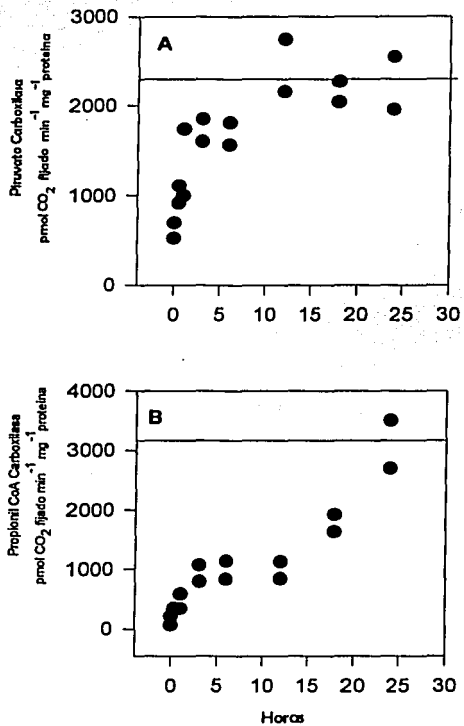 A
Piruvato Carboxilasa
pmol CO2 fijado min-1 mg-1 proteina
3000
2000
1000
0
0 5 10 15 20 25 30
B
Propionil CoA Carboxilasa
pmol CO2 fijado min-1 mg-1 proteina
4000
3000
2000
1000
0
0 5 10 15 20 25 30
Horas